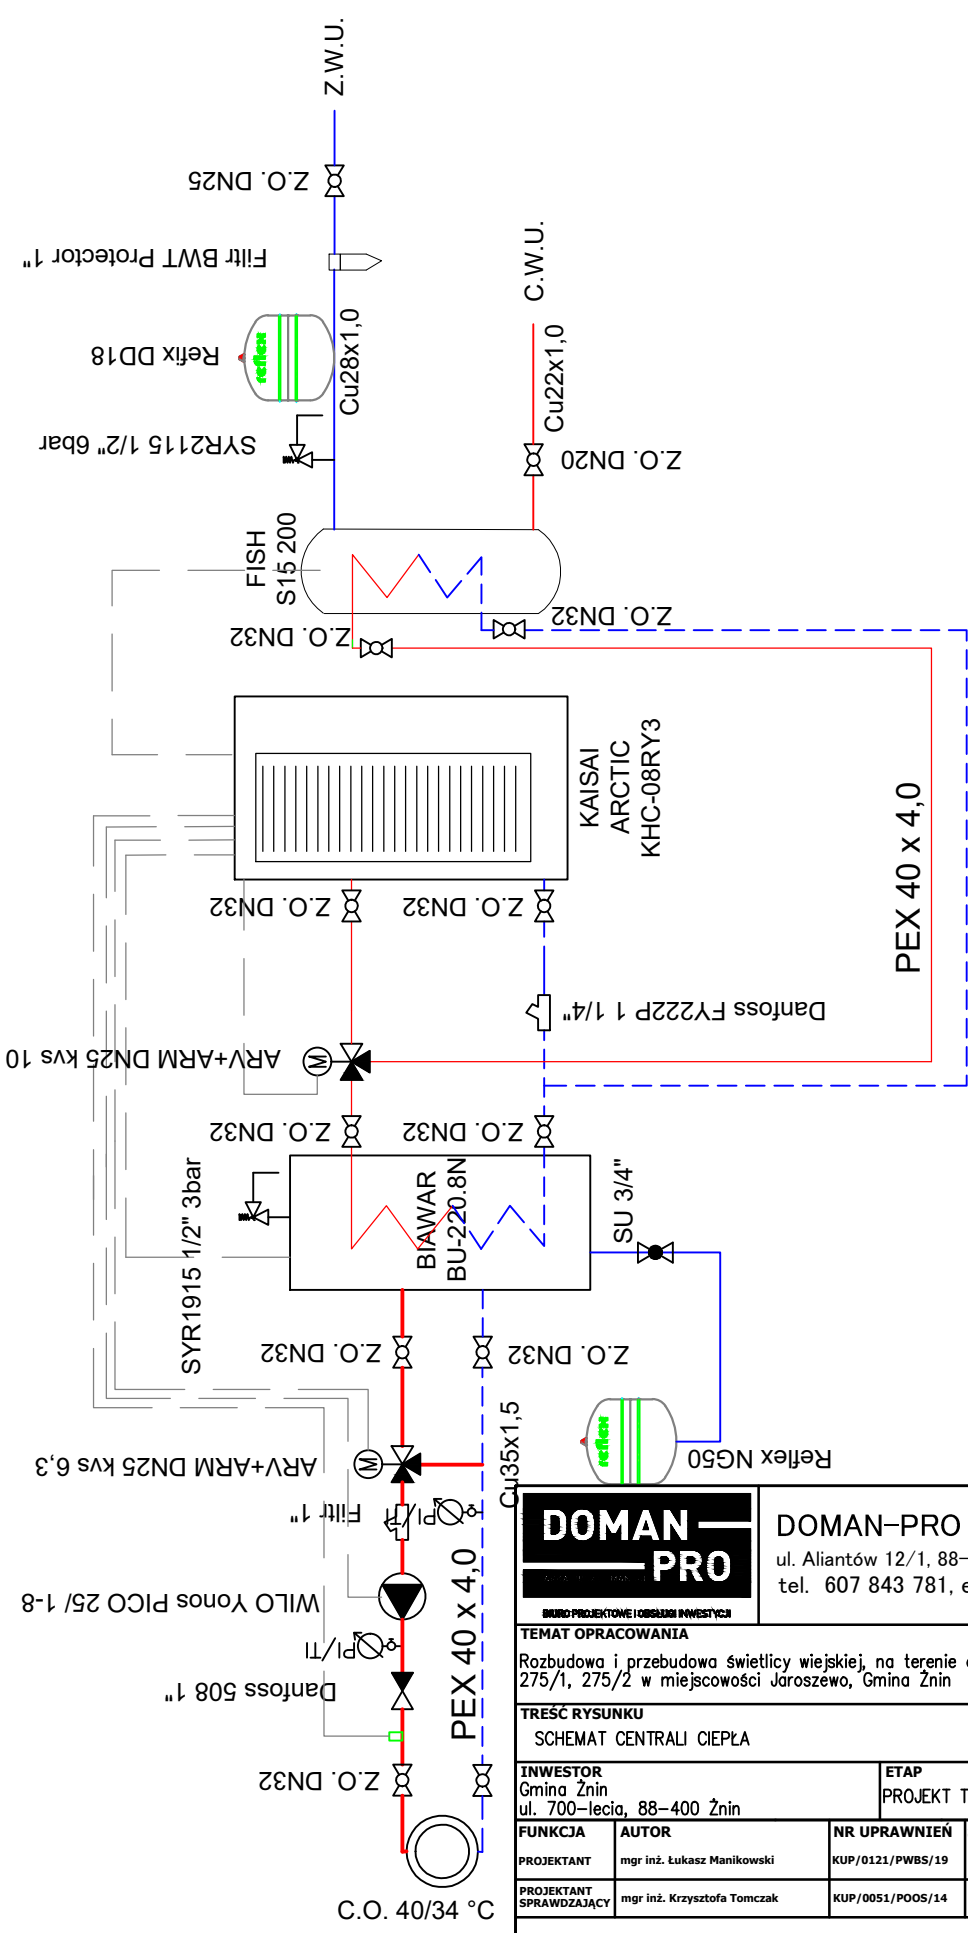 Z.W.U.
Z.O. DN25
Filtr BWT Protector 1"
C.W.U.
reflex
Refix DD18
Cu28x1,0
Cu22x1,0
SYR2115 1/2" 6bar
Z.O. DN20
FISH
S15 200
Z.O. DN32
Z.O. DN32
KAISAI
ARCTIC
KHC-08RY3
PEX 40 x 4,0
Z.O. DN32
Z.O. DN32
Danfoss FY222P 1 1/4"
ARV+ARM DN25 kvs 10
M
Z.O. DN32
Z.O. DN32
SYR1915 1/2" 3bar
BIAWAR
BU-220.8N
SU 3/4"
Z.O. DN32
Z.O. DN32
Cu35x1,5
reflex
Reflex NG50
ARV+ARM DN25 kvs 6,3
M
Filtr 1"
PI/TI
WILO Yonos PICO 25/ 1-8
PI/TI
Danfoss 508 1"
PEX 40 x 4,0
Z.O. DN32
C.O. 40/34 °C
DOMAN
PRO
BIURO PROJEKTOWE I OBSŁUGI INWESTYCJI
DOMAN-PRO
ul. Aliantów 12/1, 88-
tel. 607 843 781, e
TEMAT OPRACOWANIA
Rozbudowa i przebudowa świetlicy wiejskiej, na terenie
275/1, 275/2 w miejscowości Jaroszewo, Gmina Żnin
TREŚĆ RYSUNKU
SCHEMAT CENTRALI CIEPŁA
INWESTOR
Gmina Żnin
ul. 700-lecia, 88-400 Żnin
ETAP
PROJEKT T
FUNKCJA AUTOR NR UPRAWNIEŃ
PROJEKTANT mgr inż. Łukasz Manikowski KUP/0121/PWBS/19
PROJEKTANT
SPRAWDZAJĄCY mgr inż. Krzysztofa Tomczak KUP/0051/POOS/14